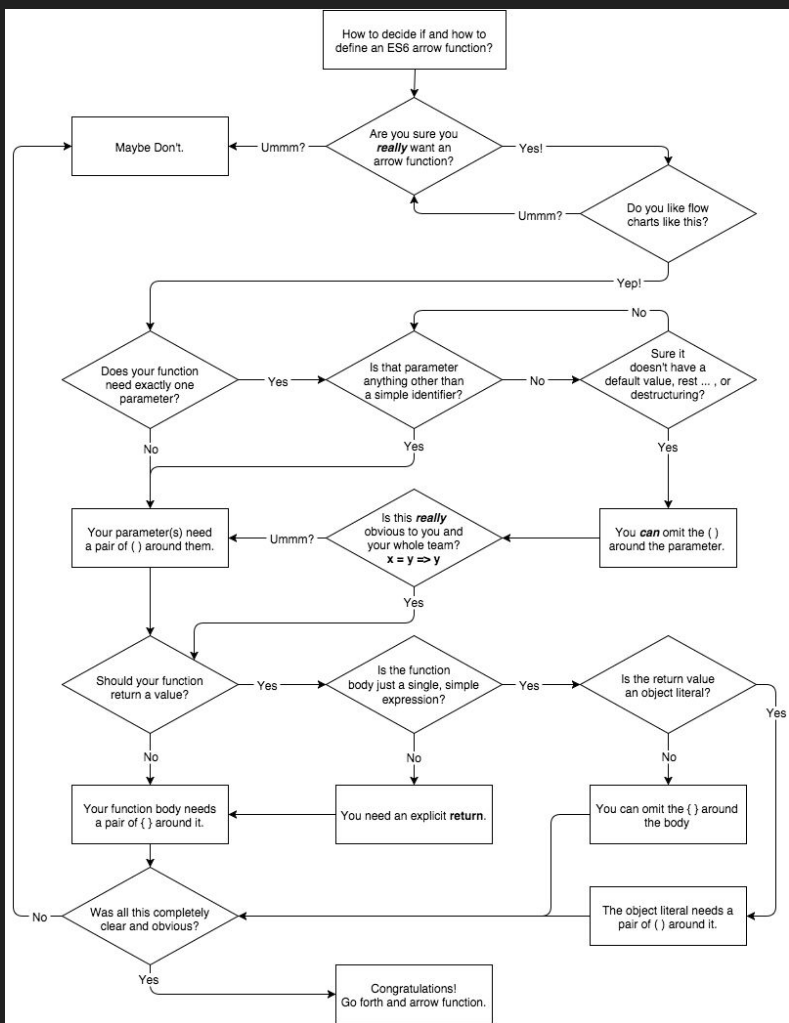 How to decide if and how to
define an ES6 arrow function?
Are you sure you
really want an
arrow function?
Ummm?
Maybe Don't.
Yes!
Do you like flow
charts like this?
Ummm?
Yep!
No
Does your function
need exactly one
parameter?
Yes
Is that parameter
anything other than
a simple identifier?
No
Sure it
doesn't have a
default value, rest ... , or
destructuring?
No
Yes
Yes
Your parameter(s) need
a pair of ( ) around them.
Ummm?
Is this really
obvious to you and
your whole team?
x = y => y
You can omit the ( )
around the parameter.
Yes
Should your function
return a value?
Yes
Is the function
body just a single, simple
expression?
Yes
Is the return value
an object literal?
Yes
No
No
No
Your function body needs
a pair of { } around it.
You need an explicit return.
You can omit the { } around
the body
No
Was all this completely
clear and obvious?
The object literal needs a
pair of ( ) around it.
Yes
Congratulations!
Go forth and arrow function.